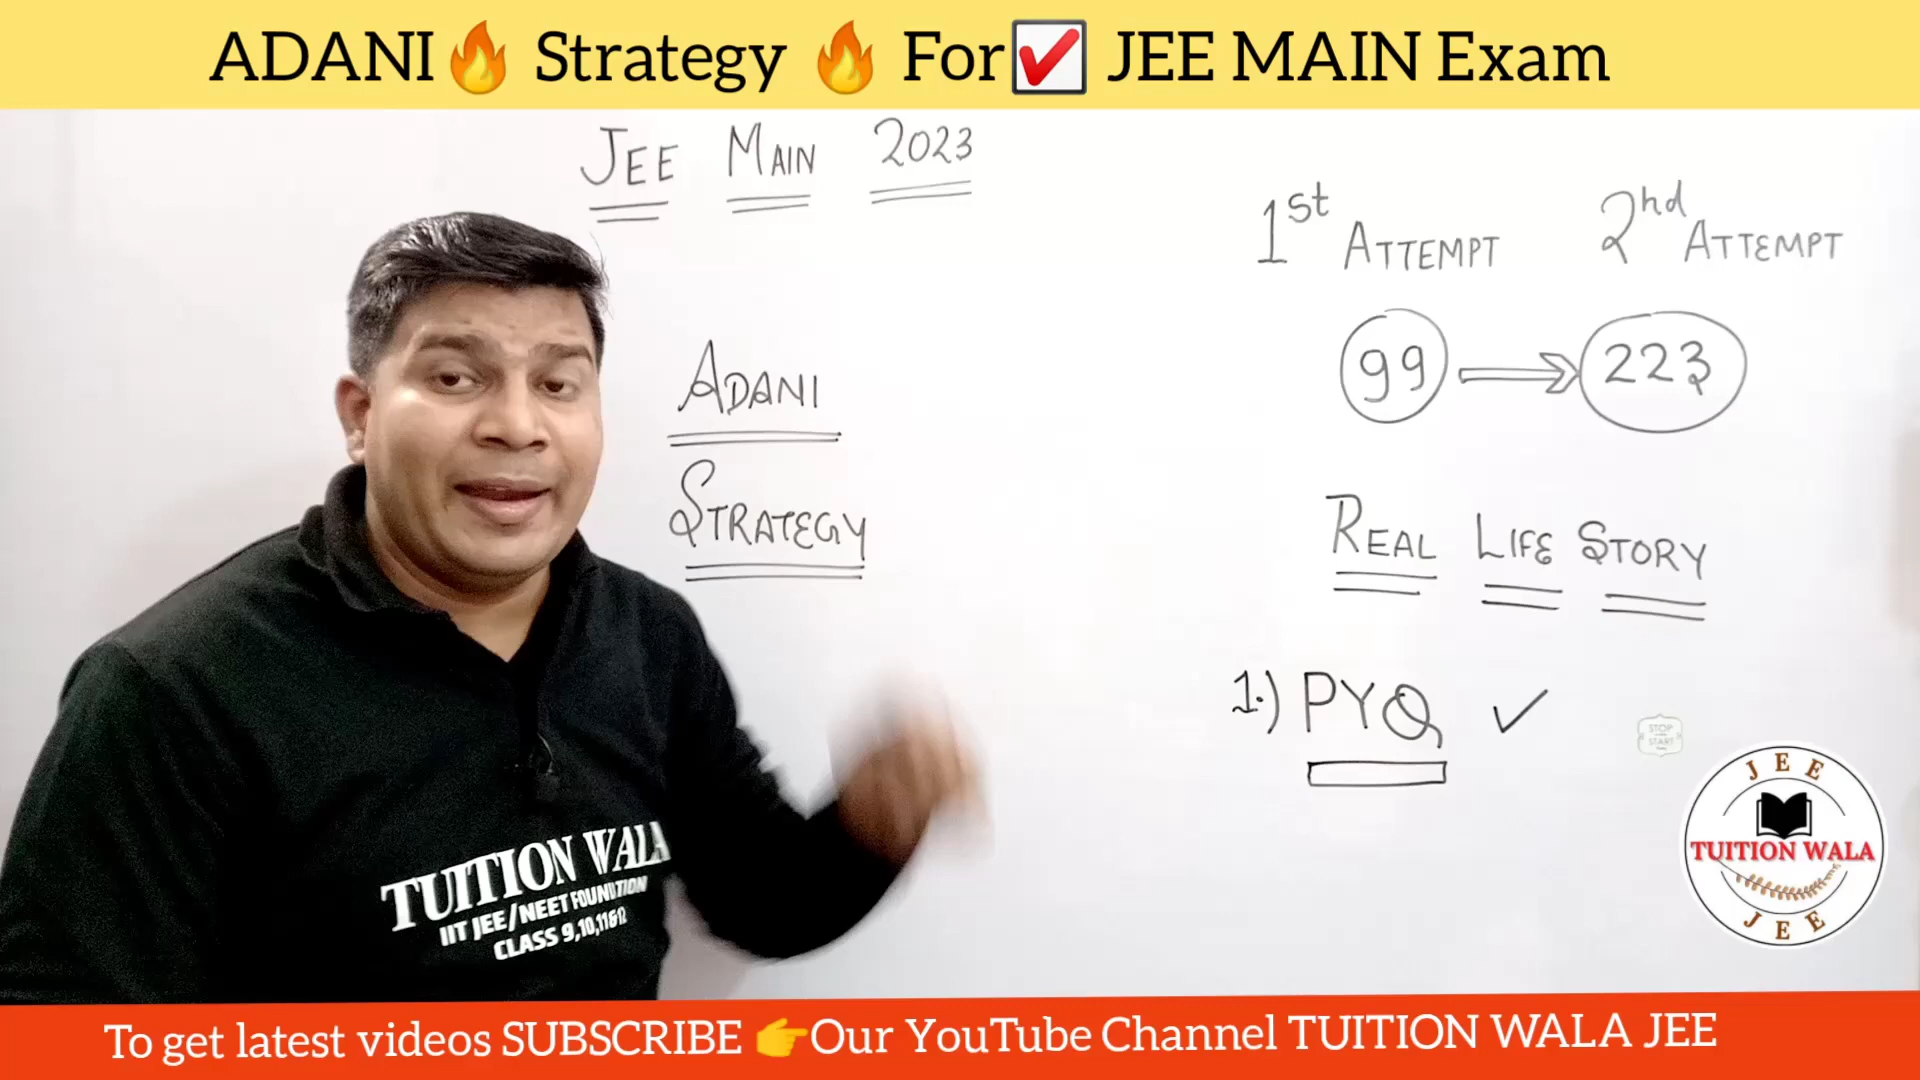 ADANI🔥 Strategy 🔥 For☑ JEE MAIN Exam
JEE MAIN 2023
1st ATTEMPT
2nd ATTEMPT
99 ⟹ 223
ADANI
STRATEGY
REAL LIFE STORY
1.) PYQ ✓
STOP
START
JEE
TUITION WALA
JEE
TUITION WALA
IIT JEE/NEET FOUNDATION
CLASS 9,10,11&12
To get latest videos SUBSCRIBE 👉Our YouTube Channel TUITION WALA JEE